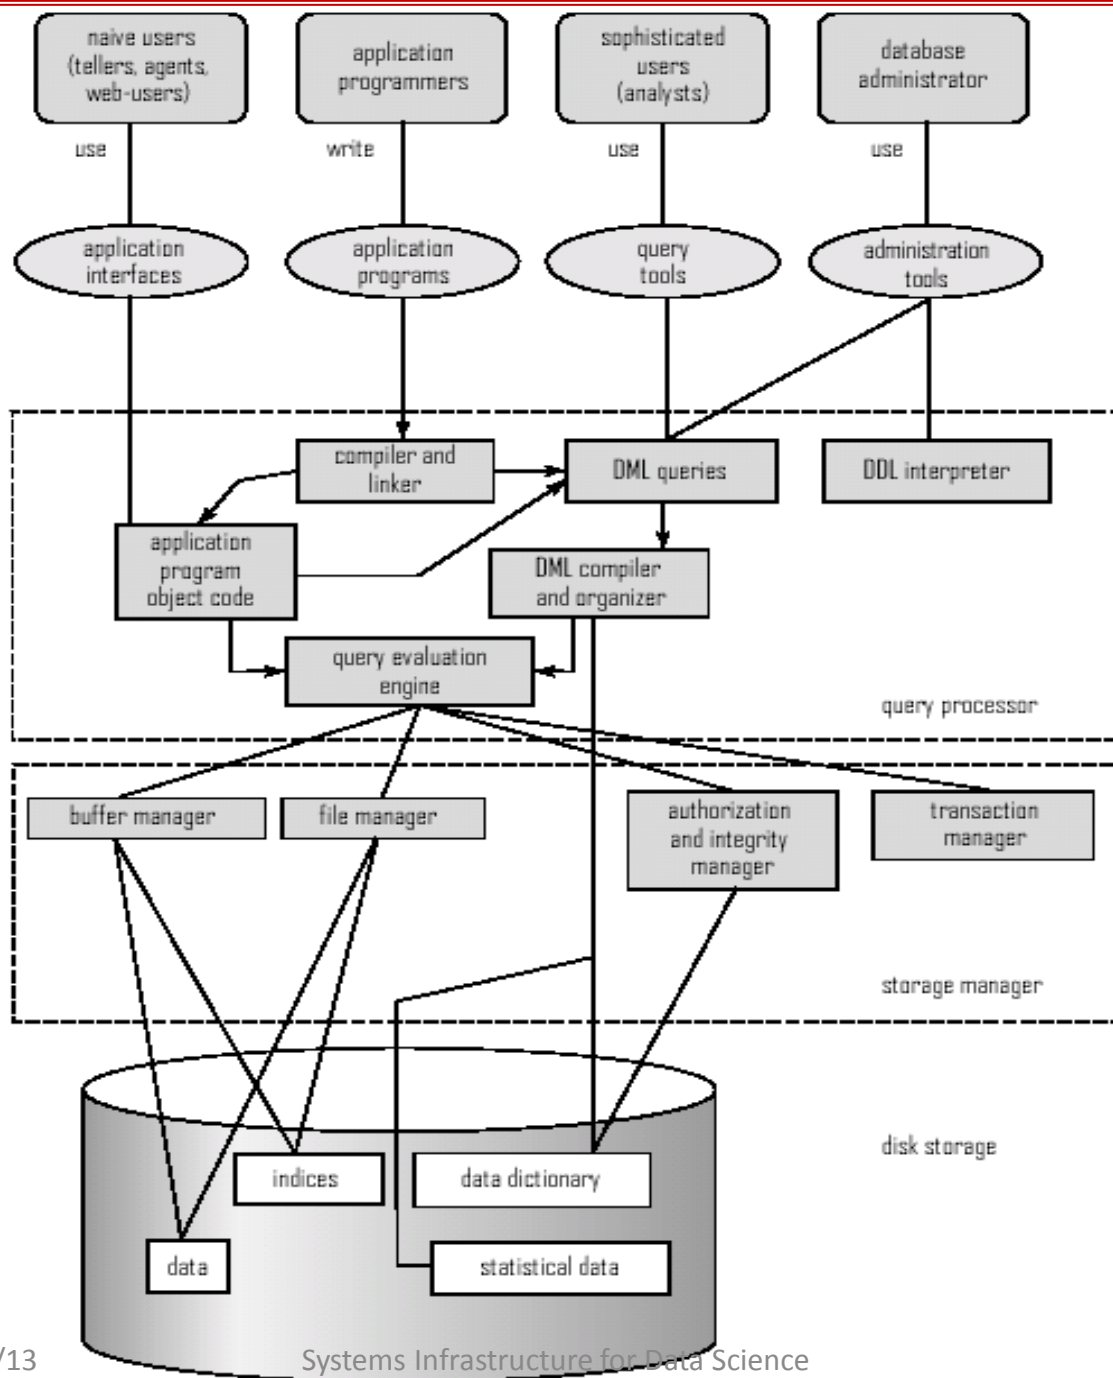 naive users
(tellers, agents,
web-users)
application
programmers
sophisticated
users
(analysts)
database
administrator
use
write
use
use
application
interfaces
application
programs
query
tools
administration
tools
compiler and
linker
DML queries
DDL interpreter
application
program
object code
DML compiler
and organizer
query evaluation
engine
query processor
buffer manager
file manager
authorization
and integrity
manager
transaction
manager
storage manager
disk storage
indices
data dictionary
data
statistical data
/13
Systems Infrastructure for Data Science